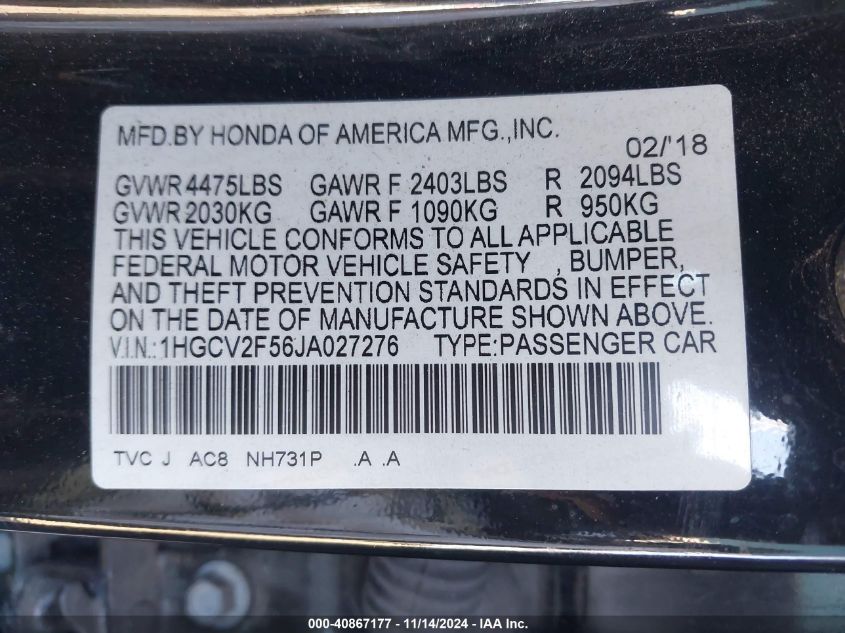 MFD.BY HONDA OF AMERICA MFG.,INC.
02/'18
GVWR 4475LBS GAWR F 2403LBS R 2094LBS
GVWR 2030KG GAWR F 1090KG R 950KG
THIS VEHICLE CONFORMS TO ALL APPLICABLE
FEDERAL MOTOR VEHICLE SAFETY , BUMPER,
AND THEFT PREVENTION STANDARDS IN EFFECT
ON THE DATE OF MANUFACTURE SHOWN ABOVE.
V.I.N.:1HGCV2F56JA027276 TYPE:PASSENGER CAR
TVC J AC8 NH731P .A .A
000-40867177 - 11/14/2024 - IAA Inc.